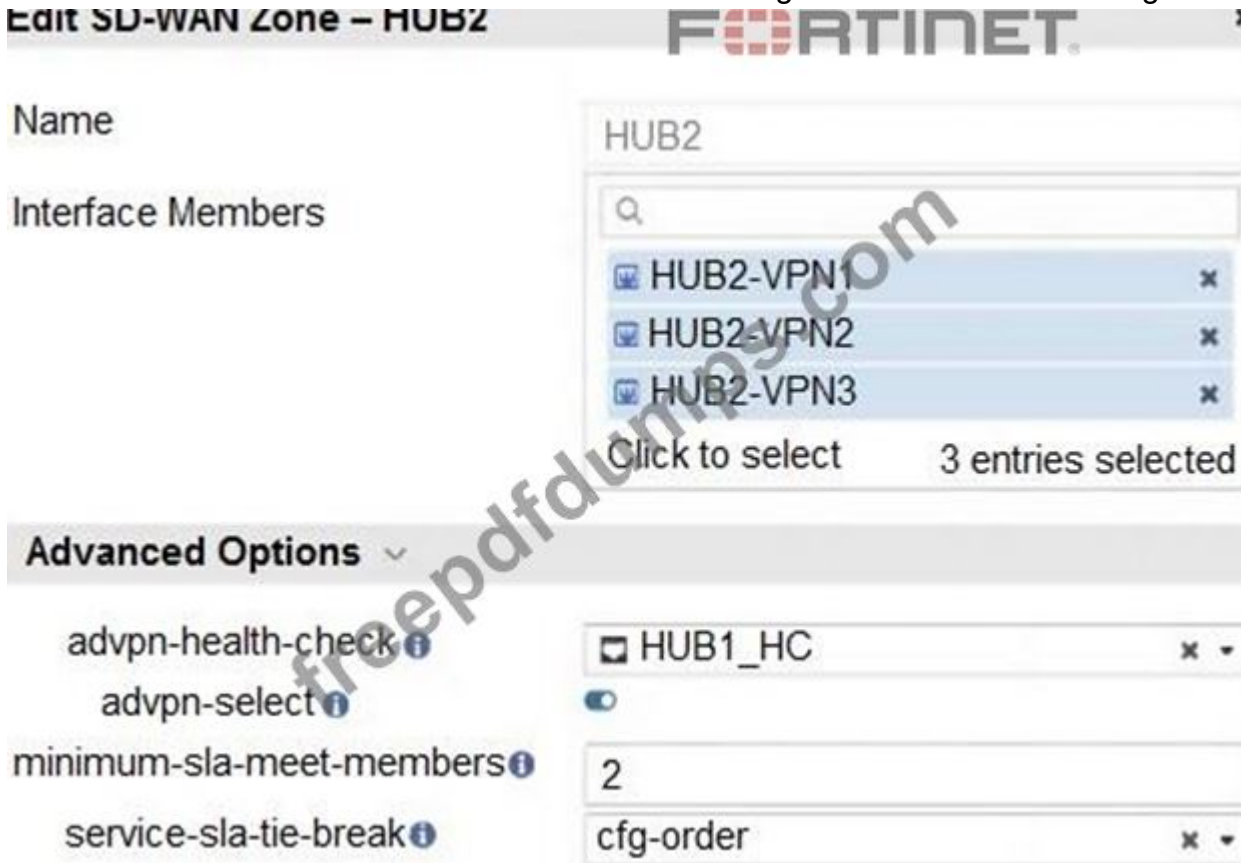 Edit SD-WAN Zone – HUB2
FORTINET
Name
HUB2
Interface Members
HUB2-VPN1
HUB2-VPN2
HUB2-VPN3
Click to select 3 entries selected
freepdfdumps.com
Advanced Options
advpn-health-check HUB1_HC
advpn-select
minimum-sla-meet-members 2
service-sla-tie-break cfg-order